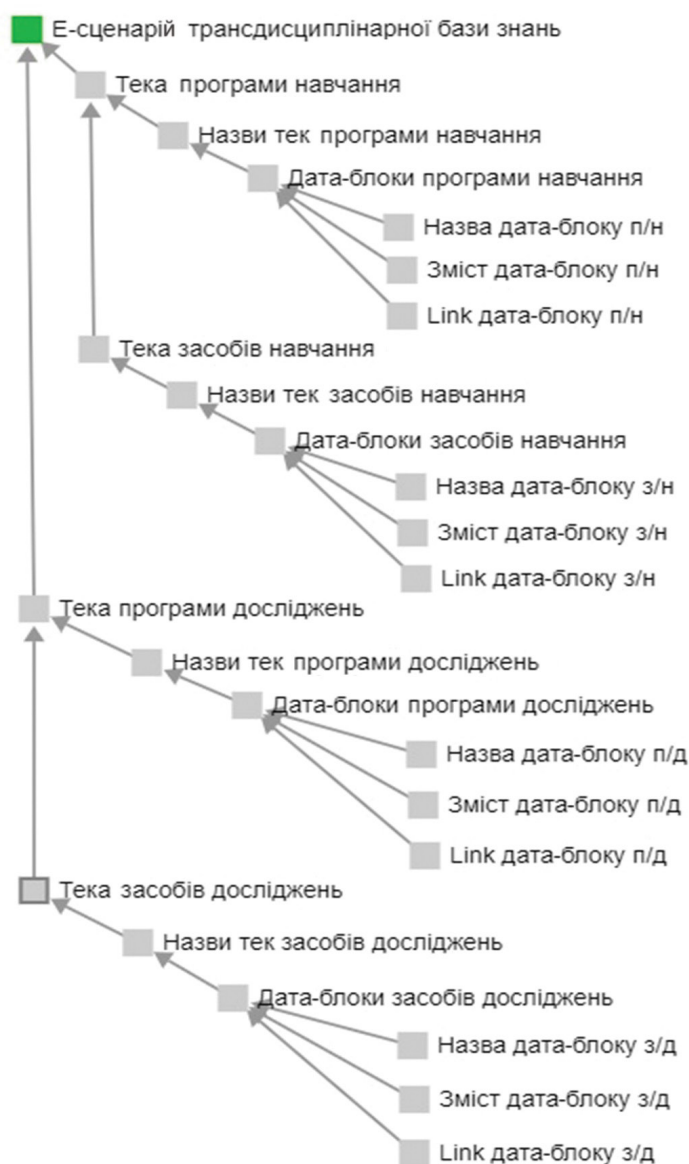 Е-сценарій трансдисциплінарної бази знань
Тека програми навчання
Назви тек програми навчання
Дата-блоки програми навчання
Назва дата-блоку п/н
Зміст дата-блоку п/н
Link дата-блоку п/н
Тека засобів навчання
Назви тек засобів навчання
Дата-блоки засобів навчання
Назва дата-блоку з/н
Зміст дата-блоку з/н
Link дата-блоку з/н
Тека програми досліджень
Назви тек програми досліджень
Дата-блоки програми досліджень
Назва дата-блоку п/д
Зміст дата-блоку п/д
Link дата-блоку п/д
Тека засобів досліджень
Назви тек засобів досліджень
Дата-блоки засобів досліджень
Назва дата-блоку з/д
Зміст дата-блоку з/д
Link дата-блоку з/д